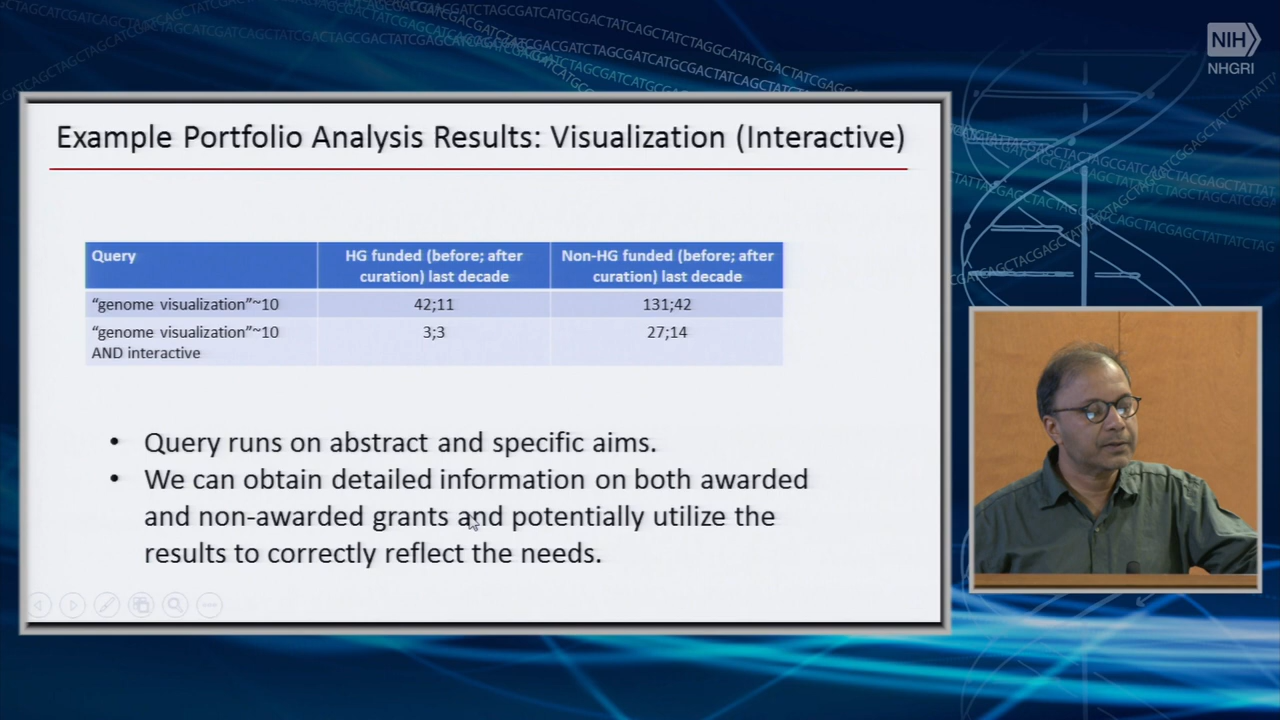 NIH
NHGRI
Example Portfolio Analysis Results: Visualization (Interactive)
Query
HG funded (before; after
curation) last decade
Non-HG funded (before; after
curation) last decade
“genome visualization”~10
42;11
131;42
“genome visualization”~10
AND interactive
3;3
27;14
• Query runs on abstract and specific aims.
• We can obtain detailed information on both awarded
and non-awarded grants and potentially utilize the
results to correctly reflect the needs.